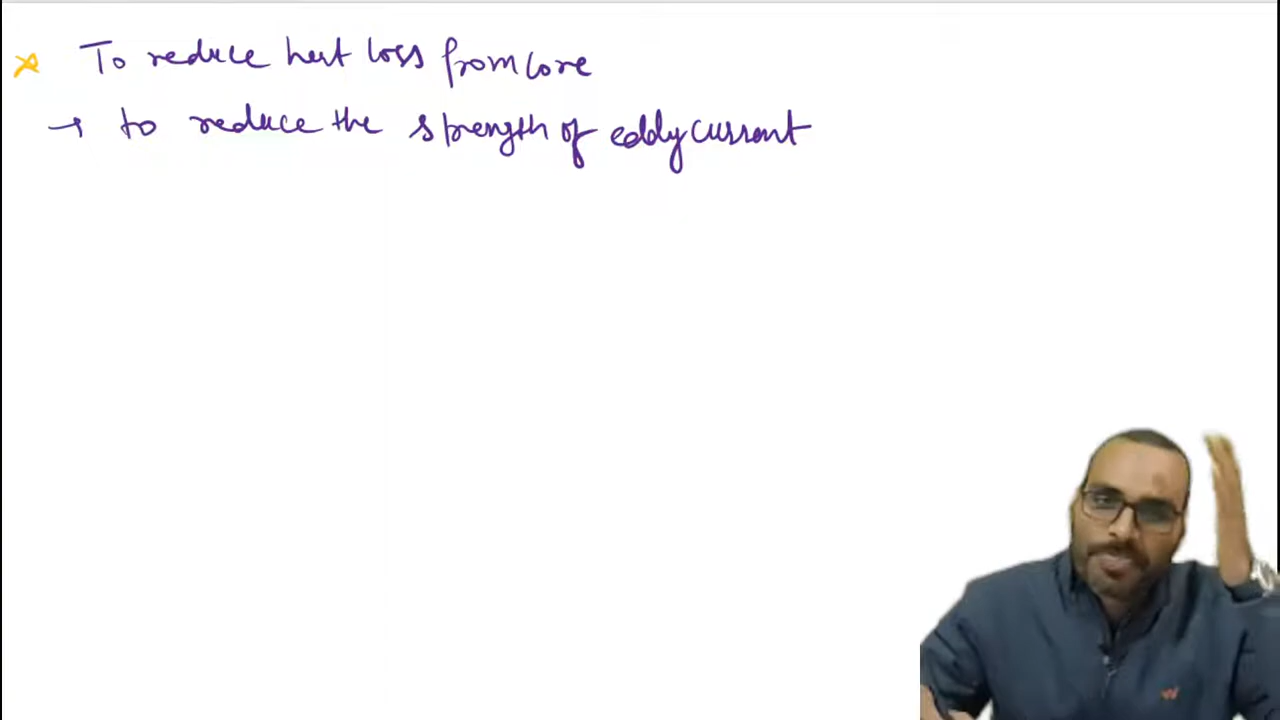 To reduce heat loss from core
→ to reduce the strength of eddy current